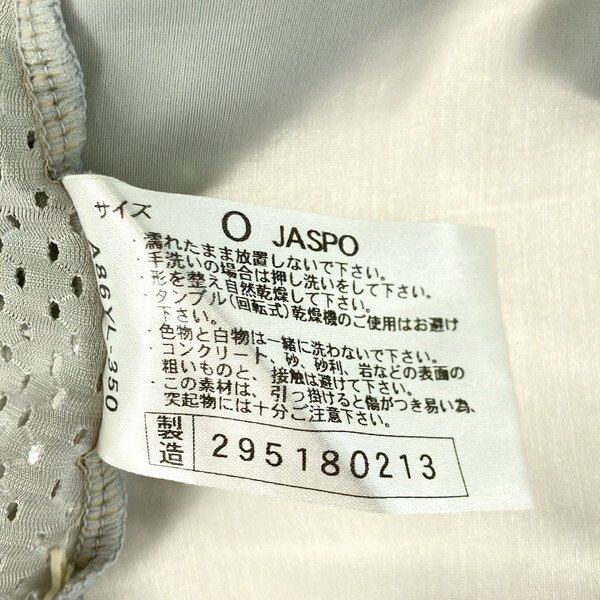 サイズ
O JASPO
・濡れたまま放置しないで下さい。
・手洗いの場合は押し洗いをして下さい。
・形を整え自然乾燥して下さい。
・タンブル(回転式)乾燥機のご使用はお避け
下さい。
・色物と白物は一緒に洗わないで下さい。
・コンクリート、砂、砂利、岩などの表面の
粗いものと、接触は避けて下さい。
・この素材は、引っ掛けると傷がつき易い為、
突起物には十分ご注意下さい。
製造 295180213
A86YL-350